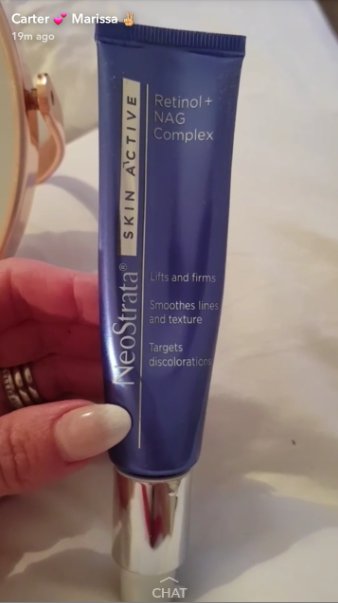 Carter 💕 Marissa ✌🏼
19m ago
Retinol+
NAG
Complex
SKIN ACTIVE
NeoStrata®
Lifts and firms
Smoothes lines
and texture
Targets
discolorations
CHAT